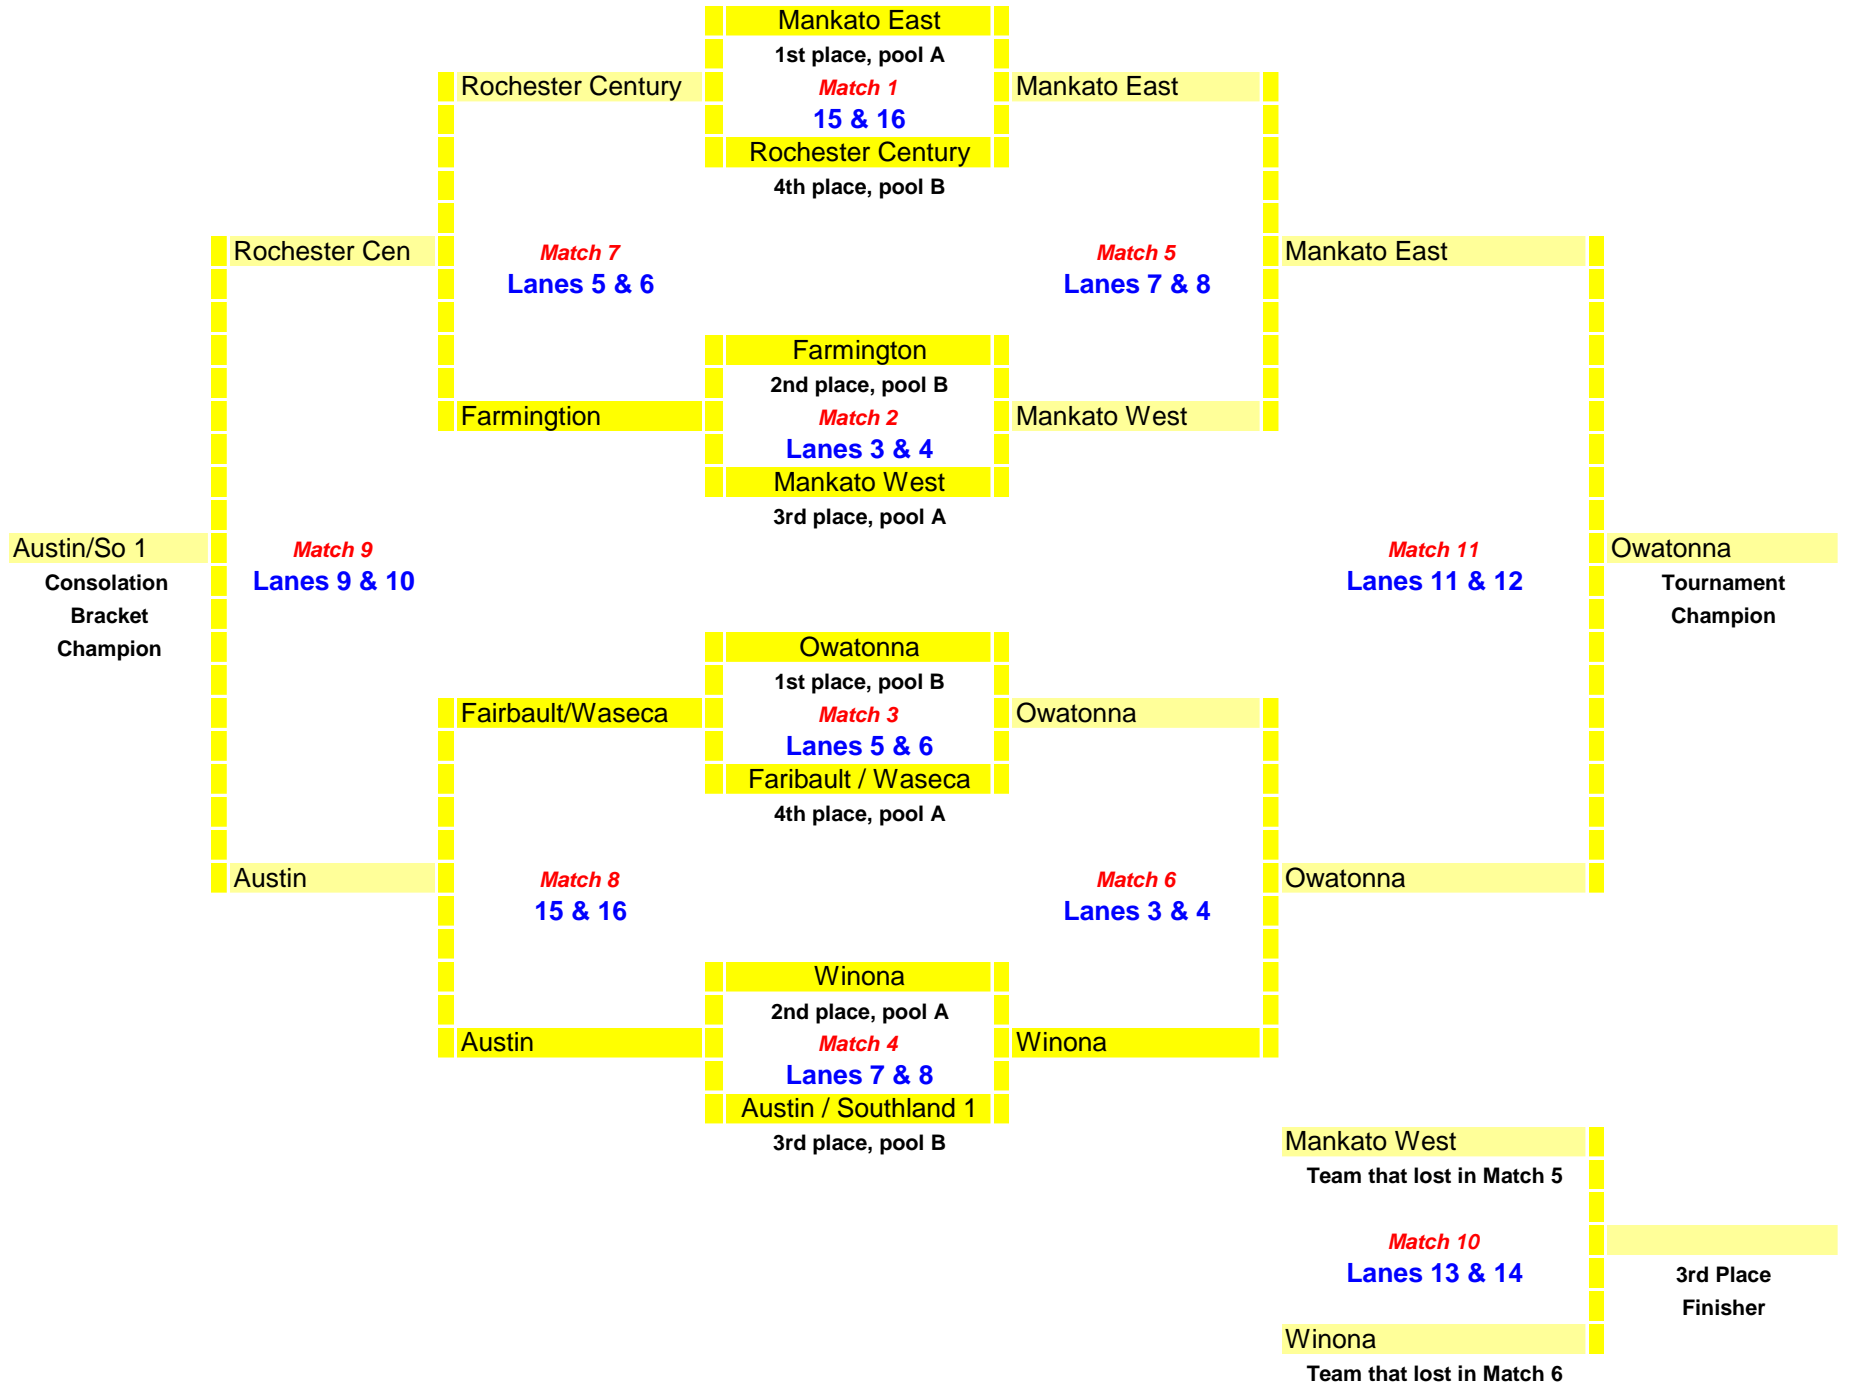 Mankato East
1st place, pool A
Rochester Century
Match 1
Mankato East
15 & 16
Rochester Century
4th place, pool B
Rochester Cen
Match 7
Match 5
Mankato East
Lanes 5 & 6
Lanes 7 & 8
Farmington
2nd place, pool B
Farmingtion
Match 2
Mankato West
Lanes 3 & 4
Mankato West
3rd place, pool A
Austin/So 1
Match 9
Match 11
Owatonna
Consolation
Lanes 9 & 10
Lanes 11 & 12
Tournament
Bracket
Champion
Champion
Owatonna
1st place, pool B
Fairbault/Waseca
Match 3
Owatonna
Lanes 5 & 6
Faribault / Waseca
4th place, pool A
Austin
Match 8
Match 6
Owatonna
15 & 16
Lanes 3 & 4
Winona
2nd place, pool A
Austin
Match 4
Winona
Lanes 7 & 8
Austin / Southland 1
3rd place, pool B
Mankato West
Team that lost in Match 5
Match 10
Lanes 13 & 14
3rd Place
Finisher
Winona
Team that lost in Match 6